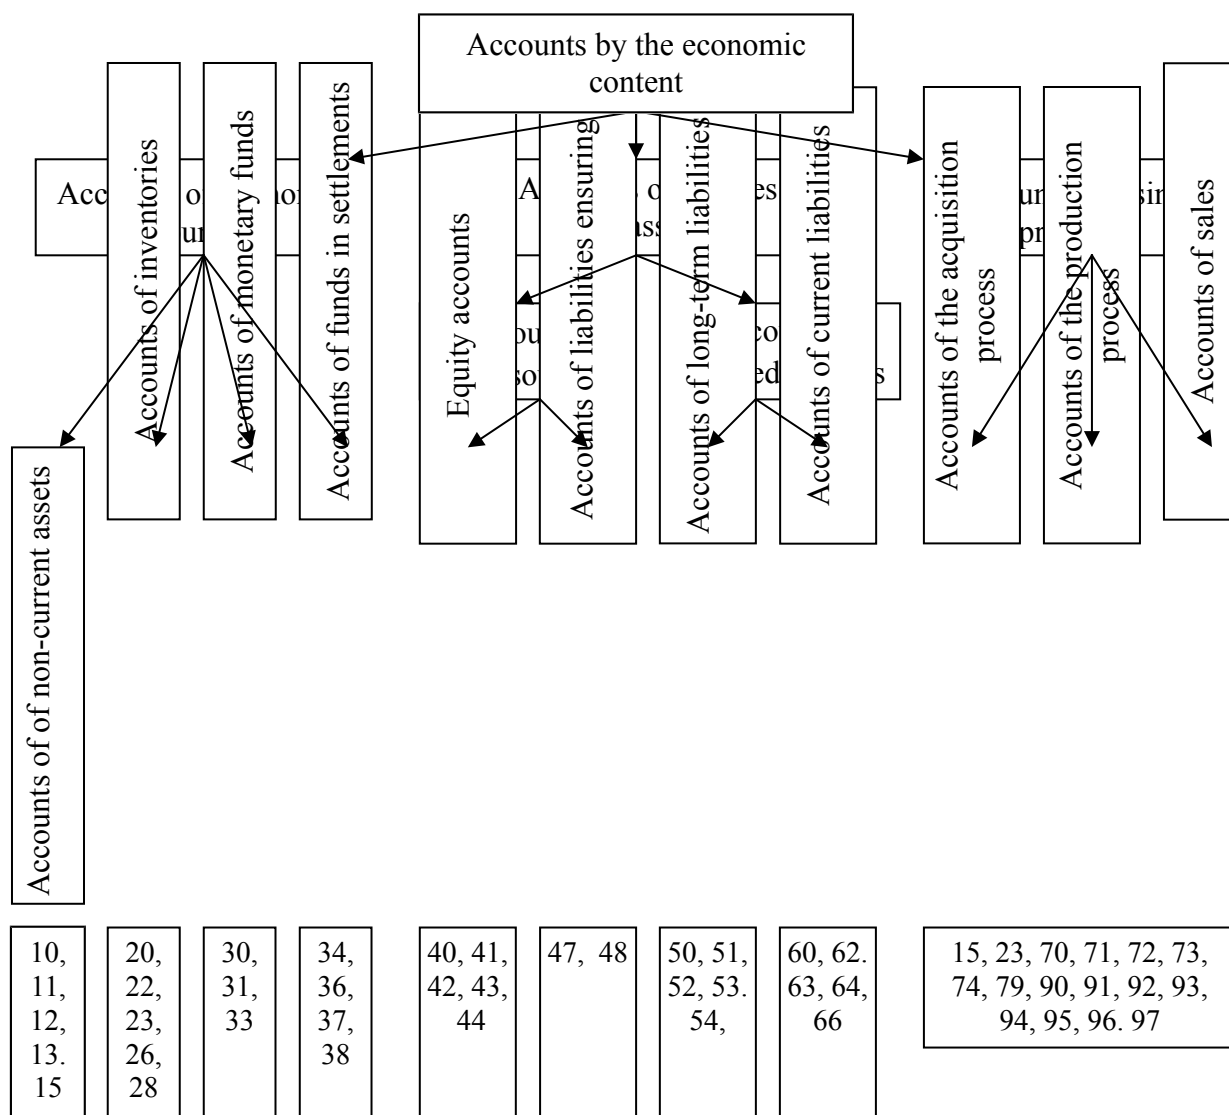 Accounts by the economic
content
Accounts of inventories
Accounts of monetary funds
Accounts of funds in settlements
Equity accounts
Accounts of liabilities ensuring
Accounts of long-term liabilities
Accounts of current liabilities
Accounts of the acquisition
process
Accounts of the production
process
Accounts of sales
Accounts of of non-current assets
10,
11,
12,
13.
15
20,
22,
23,
26,
28
30,
31,
33
34,
36,
37,
38
40, 41,
42, 43,
44
47, 48
50, 51,
52, 53.
54,
60, 62.
63, 64,
66
15, 23, 70, 71, 72, 73,
74, 79, 90, 91, 92, 93,
94, 95, 96. 97